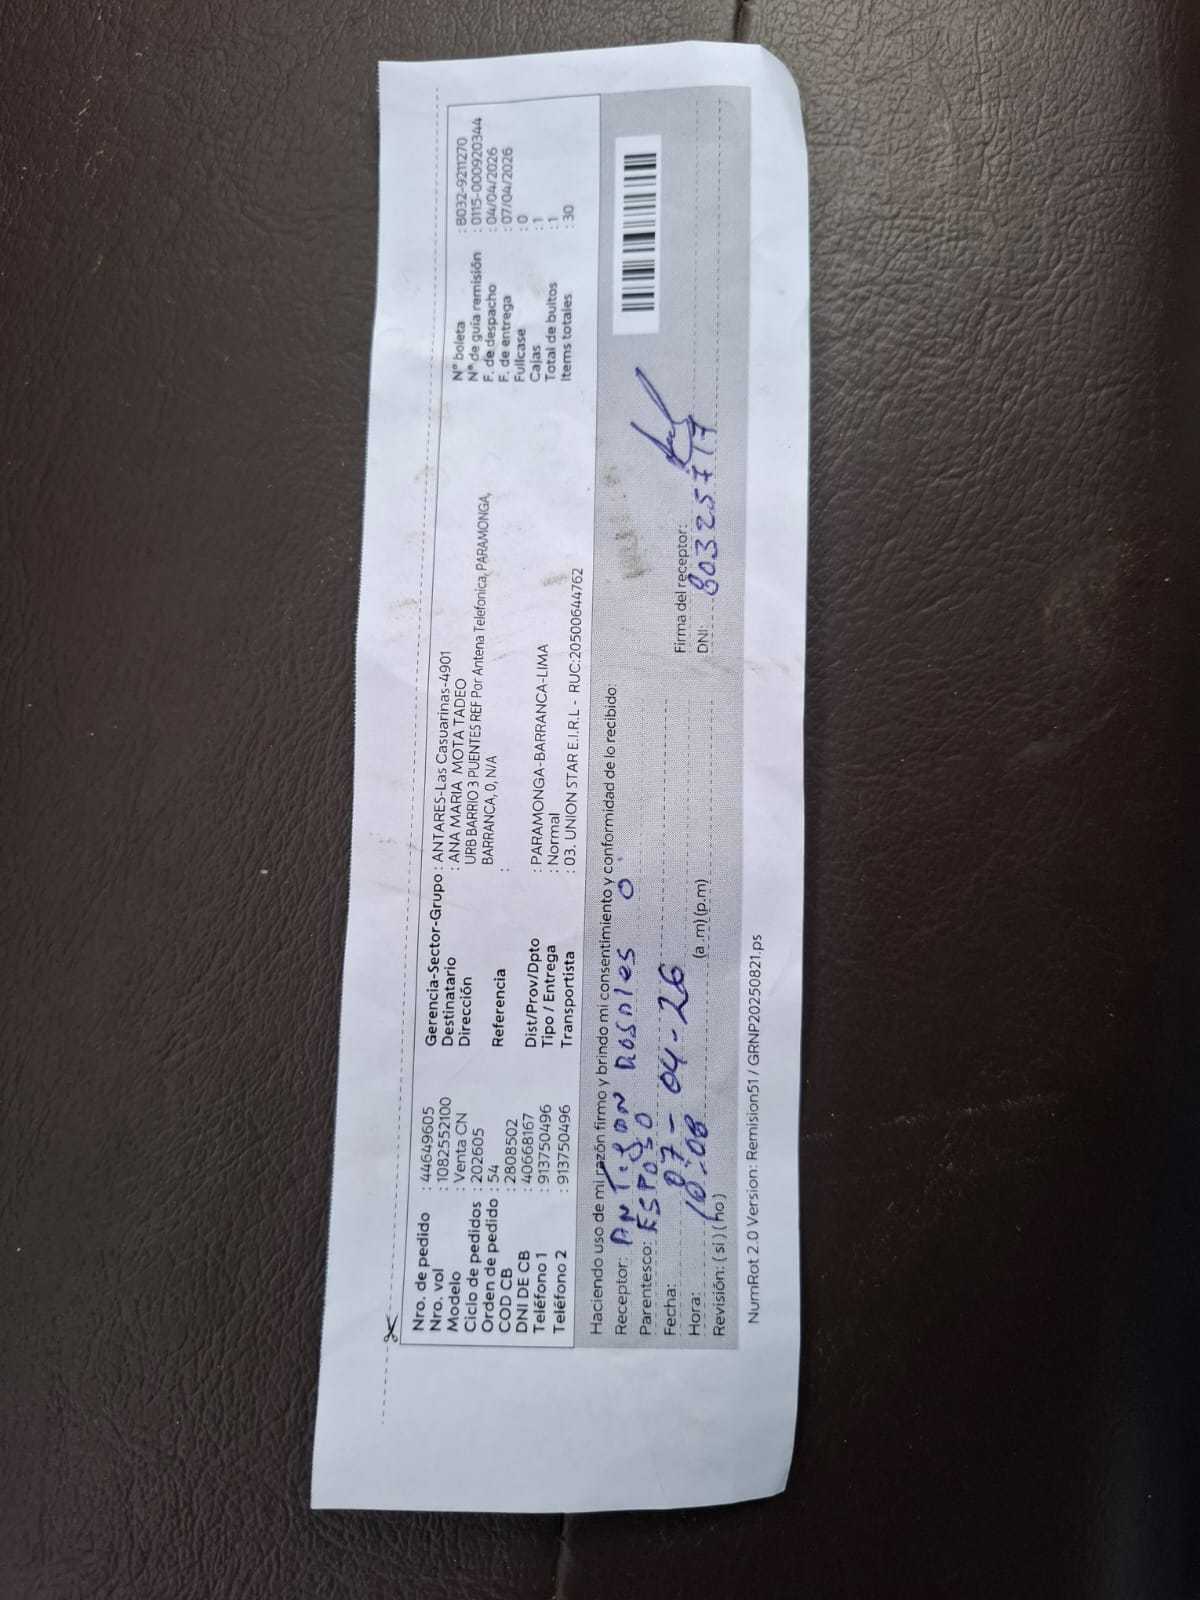 Nro. de pedido : 44649605
Nro. vol : 1082552100
Modelo : Venta CN
Ciclo de pedidos : 202605
Orden de pedido : 54
COD CB : 2808502
DNI DE CB : 40668167
Teléfono 1 : 913750496
Teléfono 2 : 913750496
Gerencia-Sector-Grupo : ANTARES-Las Casuarinas-4901
Destinatario : ANA MARIA MOTA TADEO
Dirección URB BARRIO 3 PUENTES REF Por Antena Telefonica, PARAMONGA,
BARRANCA, 0, N/A
Referencia :
Dist/Prov/Dpto : PARAMONGA-BARRANCA-LIMA
Tipo / Entrega : Normal
Transportista : 03. UNION STAR E.I.R.L - RUC:20500644762
N° boleta : B032-9211270
N° de guía remisión : 0115-000920344
F. de despacho : 04/04/2026
F. de entrega : 07/04/2026
Fullcase : 0
Cajas : 1
Total de bultos : 1
Items totales : 30
Haciendo uso de mi razón firmo y brindo mi consentimiento y conformidad de lo recibido:
Receptor: Rosales O
Parentesco: ESPOSO
Fecha: 07-04-26
Hora: 10:08 (a.m)(p.m)
Revisión: (si)(no)
Firma del receptor:
DNI: 80325717
NumRot 2.0 Version: Remision51 / GRNP20250821.ps